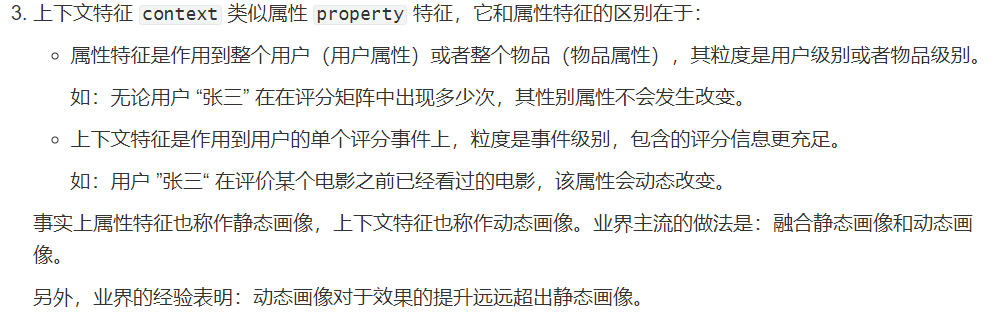 3. 上下文特征 context 类似属性 property 特征，它和属性特征的区别在于：
属性特征是作用到整个用户（用户属性）或者整个物品（物品属性），其粒度是用户级别或者物品级别。
如：无论用户 “张三” 在在评分矩阵中出现多少次，其性别属性不会发生改变。
上下文特征是作用到用户的单个评分事件上，粒度是事件级别，包含的评分信息更充足。
如：用户 ”张三“ 在评价某个电影之前已经看过的电影，该属性会动态改变。
事实上属性特征也称作静态画像，上下文特征也称作动态画像。业界主流的做法是：融合静态画像和动态画
像。
另外，业界的经验表明：动态画像对于效果的提升远远超出静态画像。